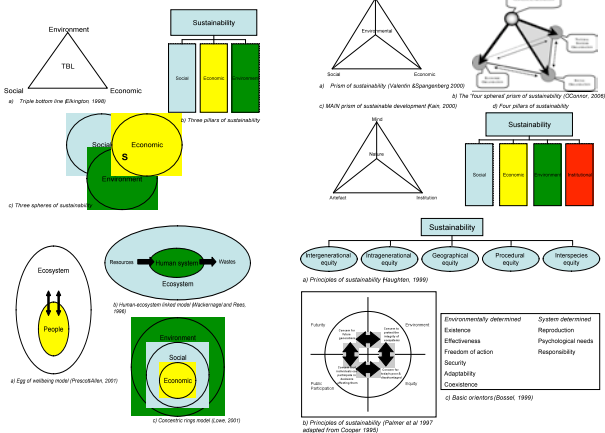 Environment
TBL
Social
Economic
a) Triple bottom line (Elkington, 1998)
Sustainability
Social
Economic
Environment
b) Three pillars of sustainability
Social
Economic
S
Environment
c) Three spheres of sustainability
Environmental
Social
Economic
a) Prism of sustainability (Valentin &Spangenberg 2000)
b) The "four spheres' prism of sustainability (OConnor, 2006)
c) MAIN prism of sustainable development (Kain, 2000)
d) Four pillars of sustainability
Mind
Nature
Artefact
Institution
Sustainability
Social
Economic
Environment
Institutional
Ecosystem
People
a) Egg of wellbeing model (Prescott-Allen, 2001)
Resources
Human system
Wastes
Ecosystem
b) Human-ecosystem linked model (Wackernagel and Rees,
1996)
Environment
Social
Economic
c) Concentric rings model (Lowe, 2001)
Sustainability
Intergenerational
equity
Intragenerational
equity
Geographical
equity
Procedural
equity
Interspecies
equity
a) Principles of sustainability (Haughten, 1999)
Futurity
Environment
Public
Participation
Equity
b) Principles of sustainability (Palmer et al 1997
adapted from Cooper 1995)
Environmentally determined
System determined
Existence
Reproduction
Effectiveness
Psychological needs
Freedom of action
Responsibility
Security
Adaptability
Coexistence
c) Basic orientors (Bossel, 1999)